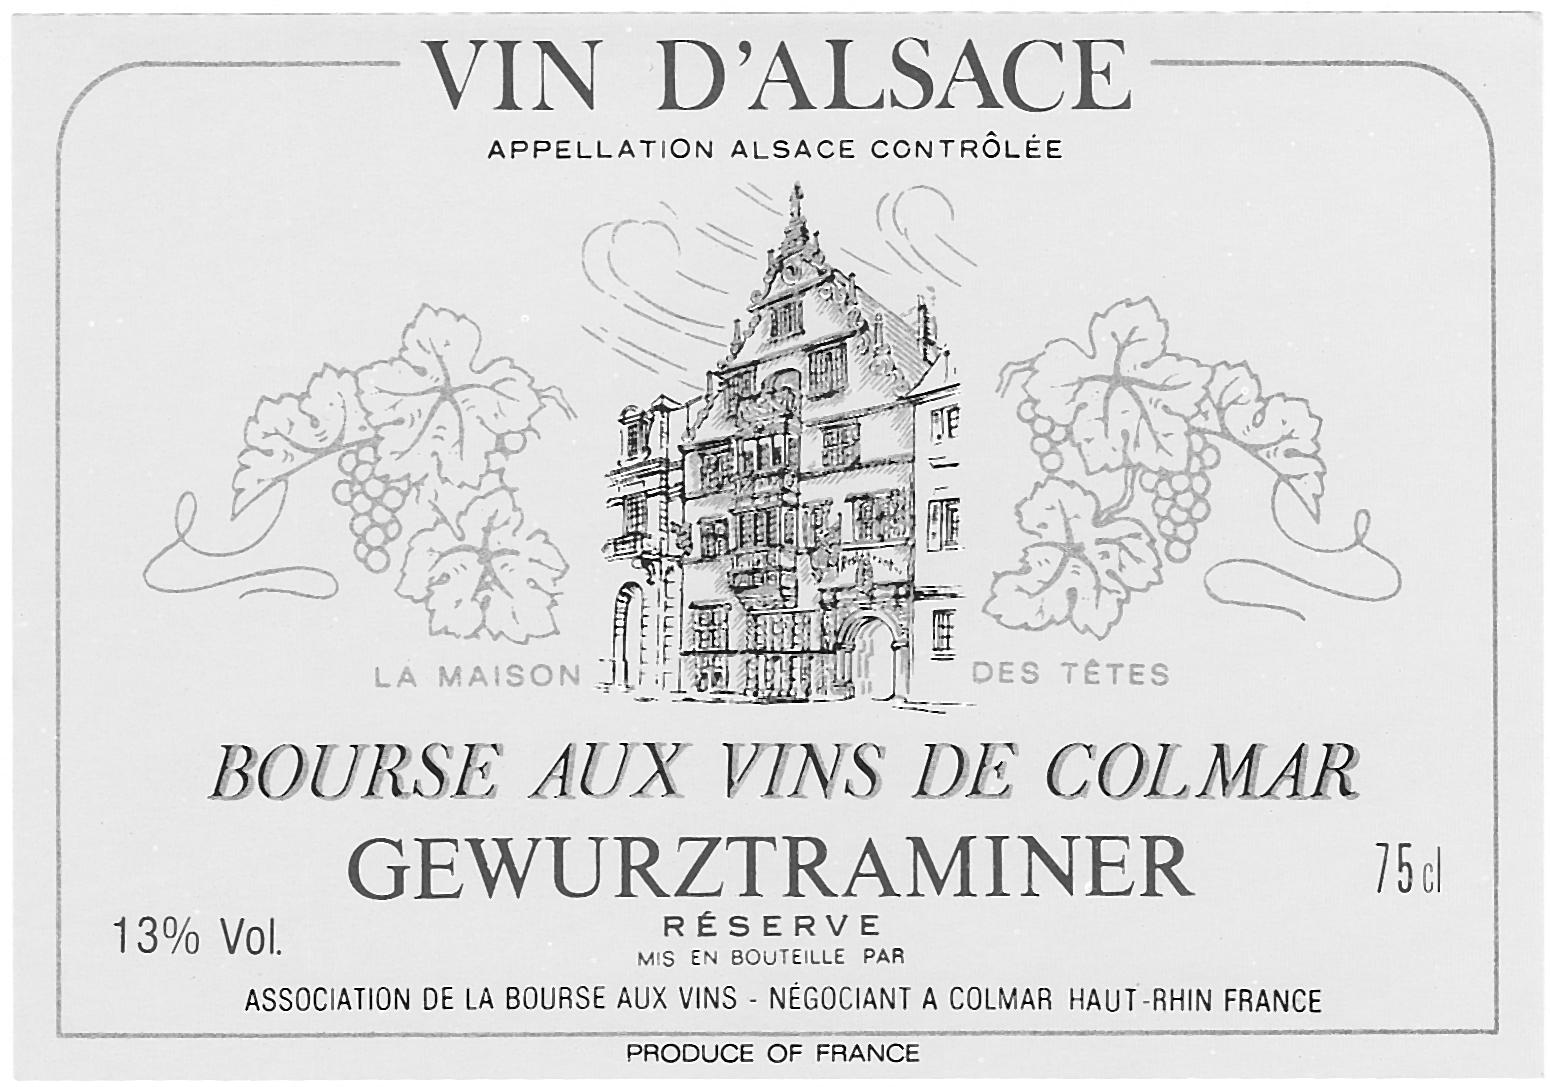 VIN D'ALSACE
APPELLATION ALSACE CONTRÔLÉE
LA MAISON DES TÊTES
BOURSE AUX VINS DE COLMAR
GEWURZTRAMINER
75 cl
RÉSERVE
13% Vol.
MIS EN BOUTEILLE PAR
ASSOCIATION DE LA BOURSE AUX VINS - NÉGOCIANT A COLMAR HAUT-RHIN FRANCE
PRODUCE OF FRANCE